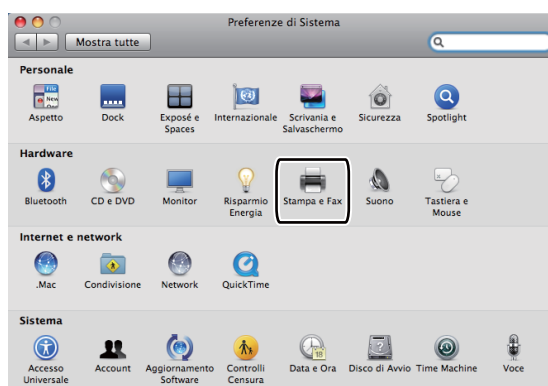 Preferenze di Sistema
Mostra tutte
Personale
Aspetto Dock Exposé e Spaces Internazionale Scrivania e Salvaschermo Sicurezza Spotlight
Hardware
Bluetooth CD e DVD Monitor Risparmio Energia Stampa e Fax Suono Tastiera e Mouse
Internet e network
.Mac Condivisione Network QuickTime
Sistema
Accesso Universale Account Aggiornamento Software Controlli Censura Data e Ora Disco di Avvio Time Machine Voce